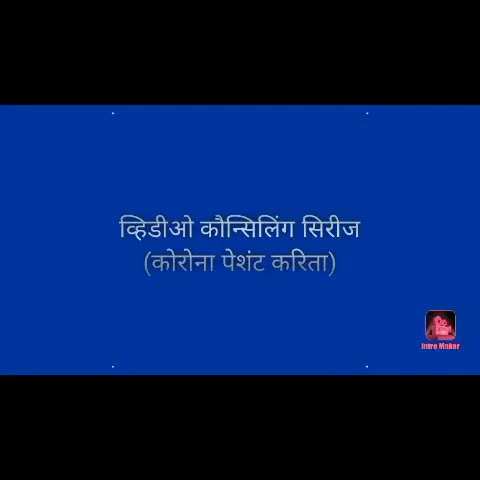 व्हिडीओ कौन्सिलिंग सिरीज
(कोरोना पेशंट करिता)
Intro Maker